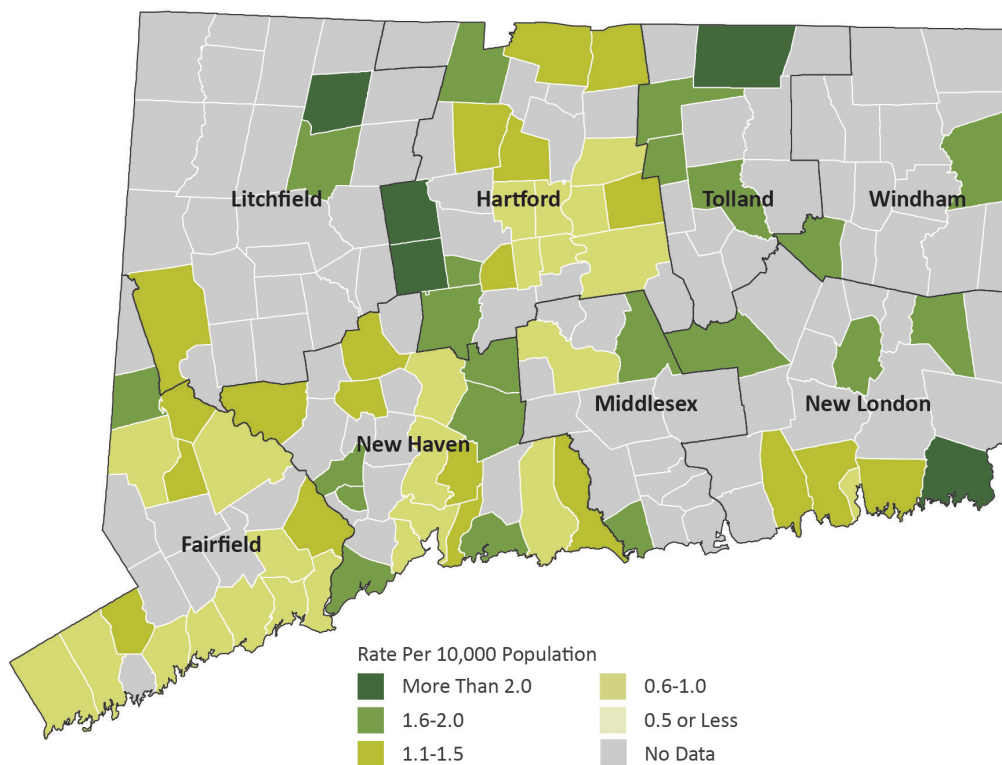 Litchfield
Hartford
Tolland
Windham
Middlesex
New London
New Haven
Fairfield
Rate Per 10,000 Population
More Than 2.0
1.6-2.0
1.1-1.5
0.6-1.0
0.5 or Less
No Data